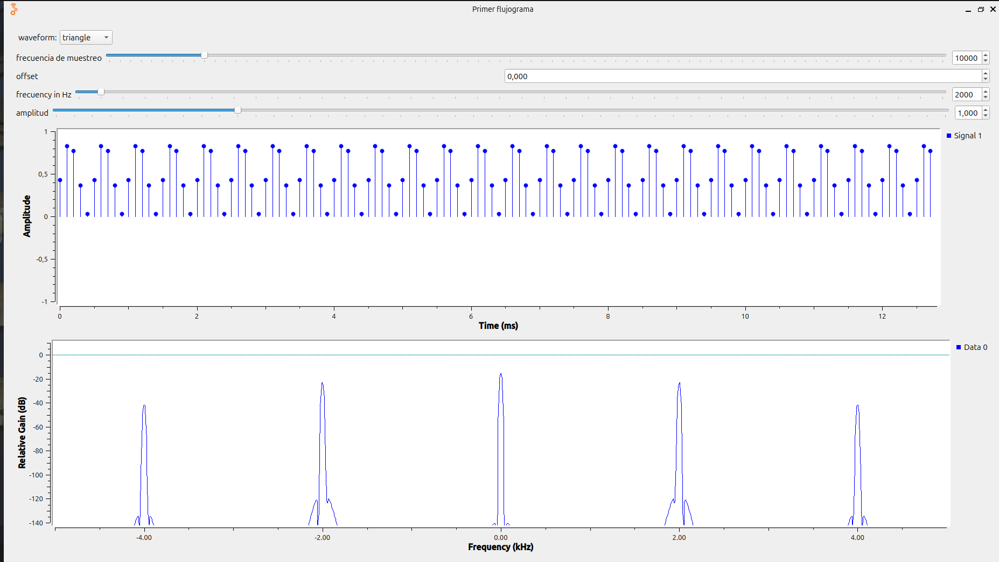 Primer flujograma
waveform: triangle
frecuencia de muestreo 10000
offset 0,000
frecuency in Hz 2000
amplitud 1,000
Signal 1
1
0,5
0
-0,5
-1
Amplitude
0 2 4 6 8 10 12
Time (ms)
Data 0
0
-20
-40
-60
-80
-100
-120
-140
Relative Gain (dB)
-4.00 -2.00 0.00 2.00 4.00
Frequency (kHz)